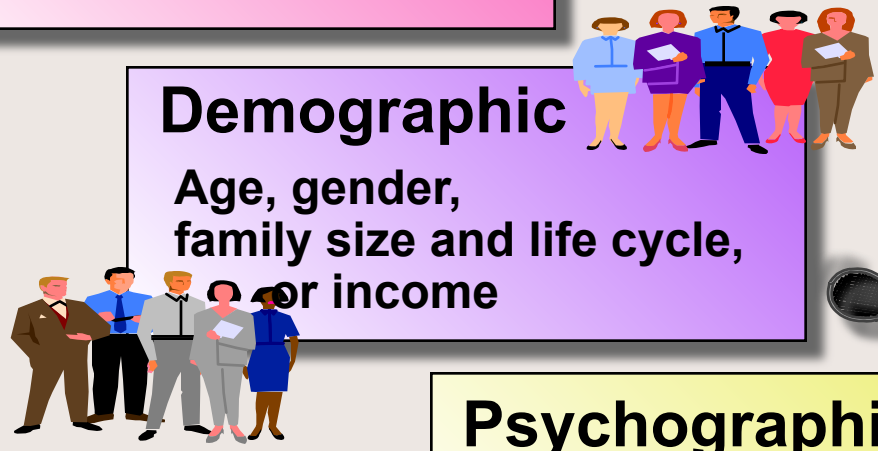 Demographic
Age, gender,
family size and life cycle,
or income
Psychographi